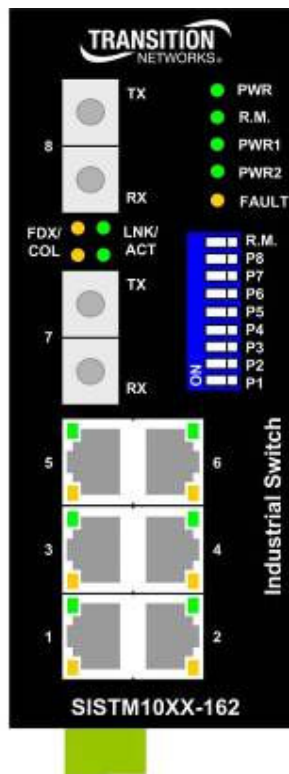 TRANSITION
NETWORKS®
TX
8
RX
PWR
R.M.
PWR1
PWR2
FAULT
FDX/
COL
LNK/
ACT
TX
7
RX
R.M.
P8
P7
P6
P5
P4
P3
P2
P1
ON
5
6
3
4
1
2
Industrial Switch
SISTM10XX-162